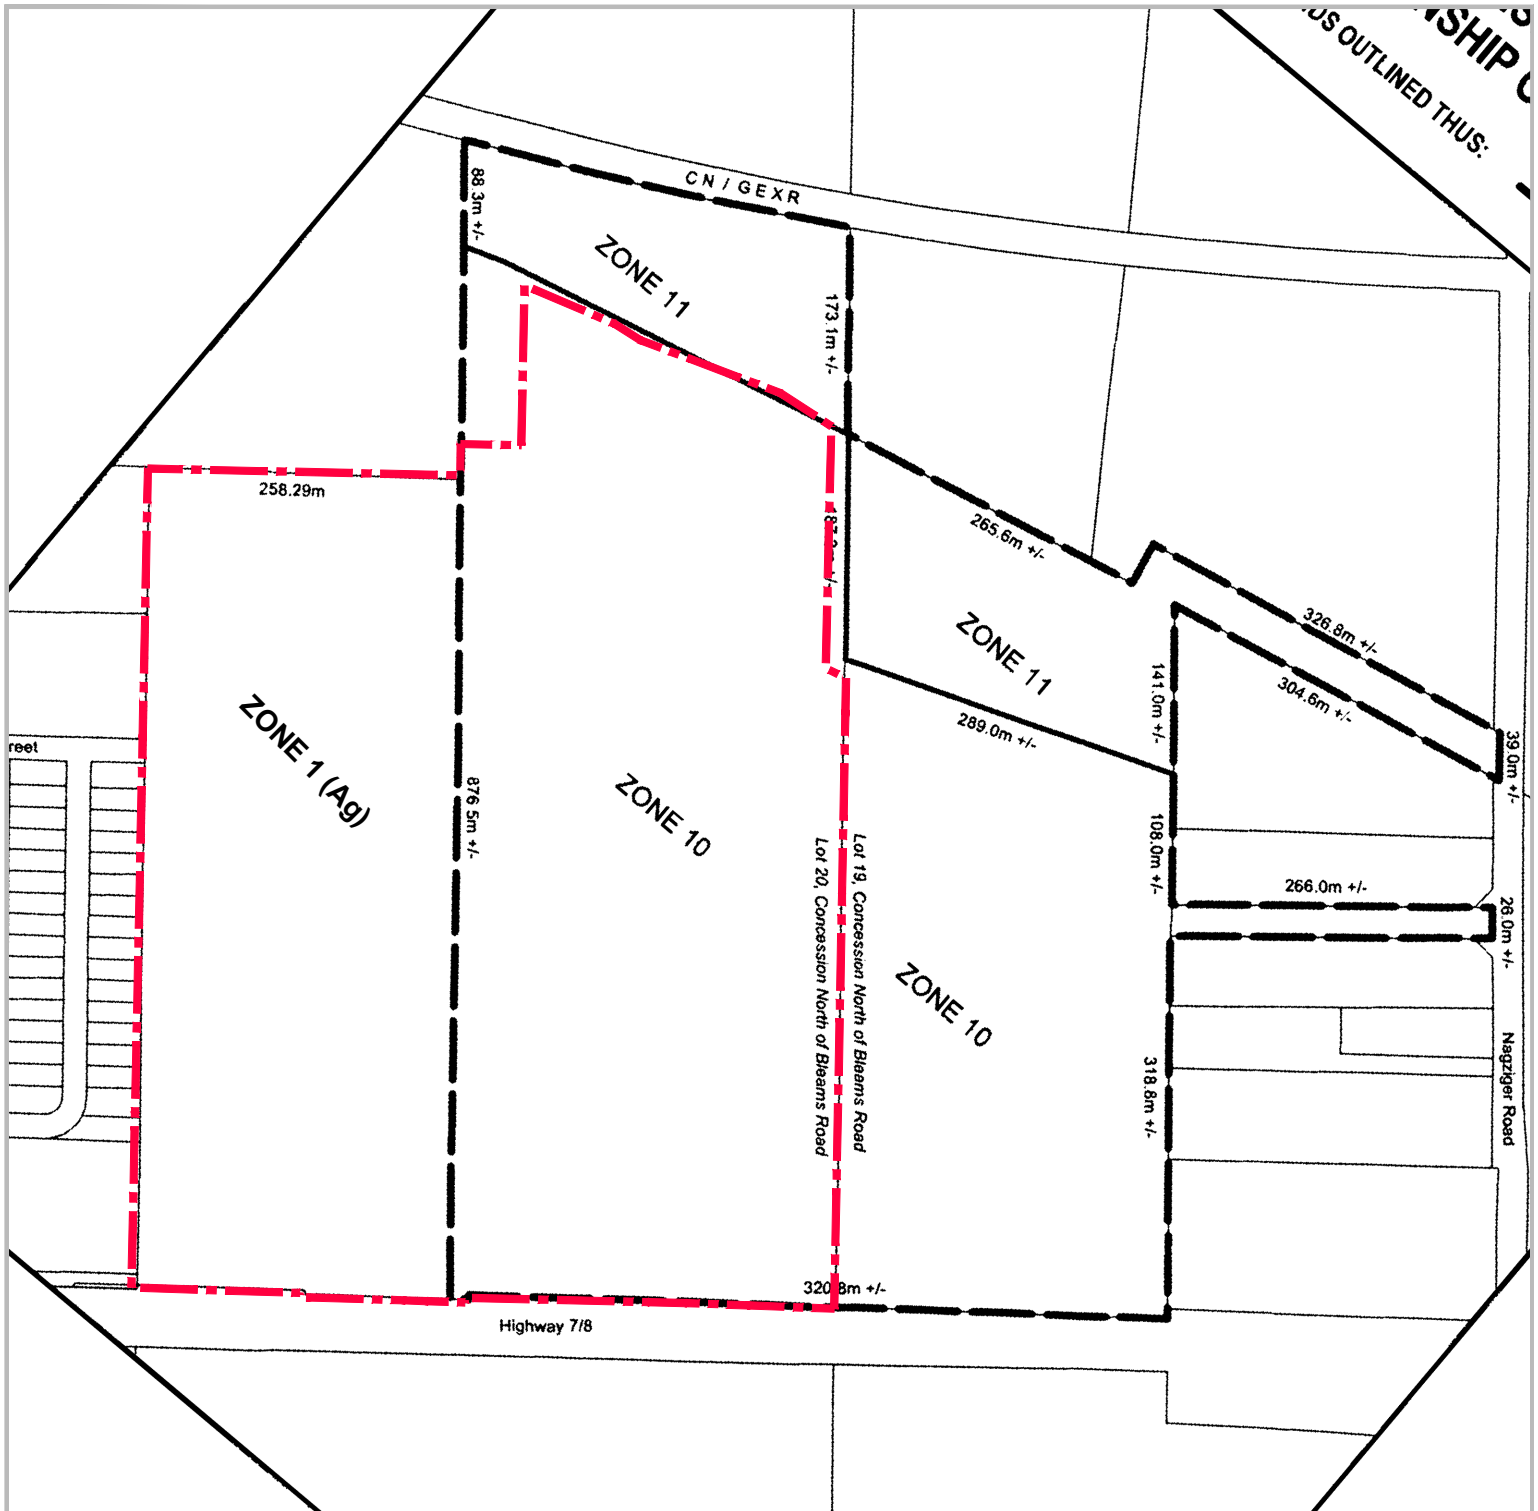 NSHIP
DS OUTLINED THUS:
CN / GEXR
88.3m +/-
ZONE 11
173.1m +/-
258.29m
265.6m +/-
326.8m +/-
ZONE 11
304.6m +/-
141.0m +/-
289.0m +/-
39.0m +/-
ZONE 1 (Ag)
reet
876.5m +/-
ZONE 10
108.0m +/-
266.0m +/-
26.0m +/-
Lot 19, Concession North of Bleams Road
Lot 20, Concession North of Bleams Road
ZONE 10
318.8m +/-
Nagziger Road
320.8m +/-
Highway 7/8